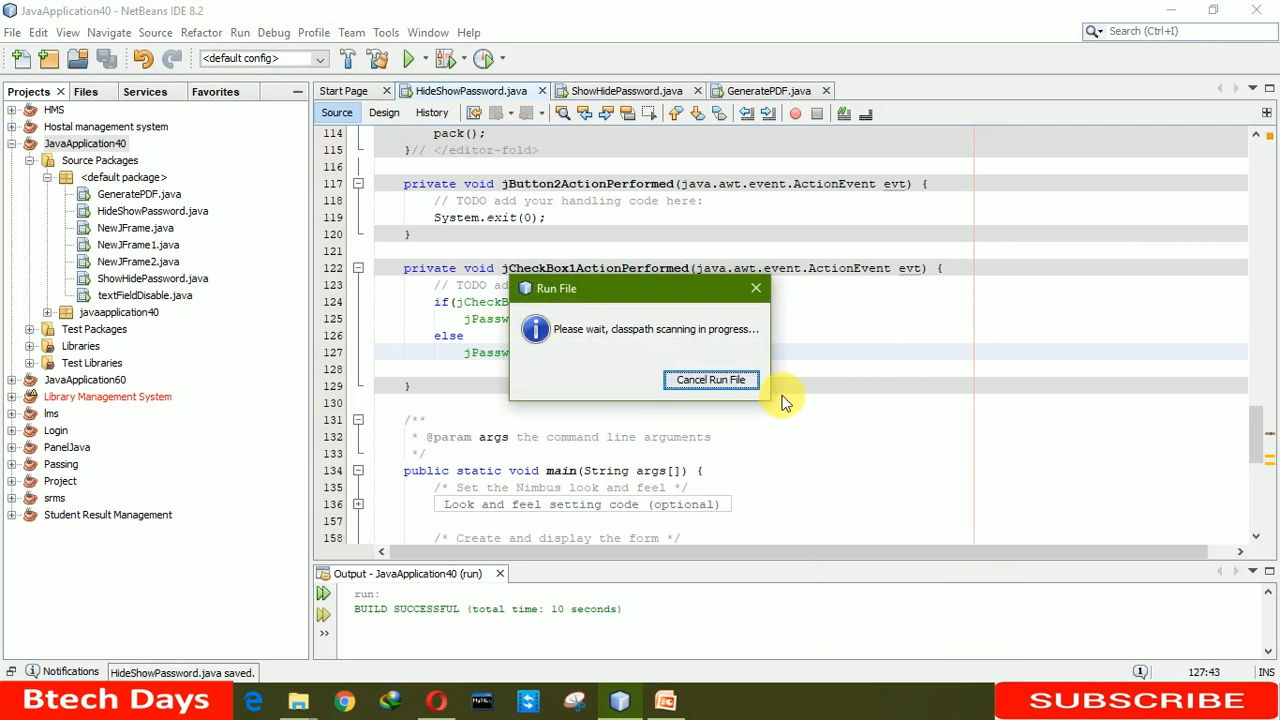 JavaApplication40 - NetBeans IDE 8.2
File Edit View Navigate Source Refactor Run Debug Profile Team Tools Window Help
Search (Ctrl+I)
<default config>
Projects Files Services Favorites
Start Page HideShowPassword.java ShowHidePassword.java GeneratePDF.java
Source Design History
HMS
Hostal management system
JavaApplication40
Source Packages
<default package>
GeneratePDF.java
HideShowPassword.java
NewJFrame.java
NewJFrame1.java
NewJFrame2.java
ShowHidePassword.java
textFieldDisable.java
javaapplication40
Test Packages
Libraries
Test Libraries
JavaApplication60
Library Management System
lms
Login
PanelJava
Passing
Project
srms
Student Result Management
114 pack();
115 }// </editor-fold>
116
117 private void jButton2ActionPerformed(java.awt.event.ActionEvent evt) {
118 // TODO add your handling code here:
119 System.exit(0);
120 }
121
122 private void jCheckBox1ActionPerformed(java.awt.event.ActionEvent evt) {
123 // TODO ad
124 if(jCheckB
125 jPassw
126 else
127 jPassw
128
129 }
130
131 /**
132 * @param args the command line arguments
133 */
134 public static void main(String args[]) {
135 /* Set the Nimbus look and feel */
136 Look and feel setting code (optional)
157
158 /* Create and display the form */
Run File
Please wait, classpath scanning in progress...
Cancel Run File
Output - JavaApplication40 (run)
run:
BUILD SUCCESSFUL (total time: 10 seconds)
Notifications HideShowPassword.java saved. 1 127:43 INS
Btech Days
SUBSCRIBE